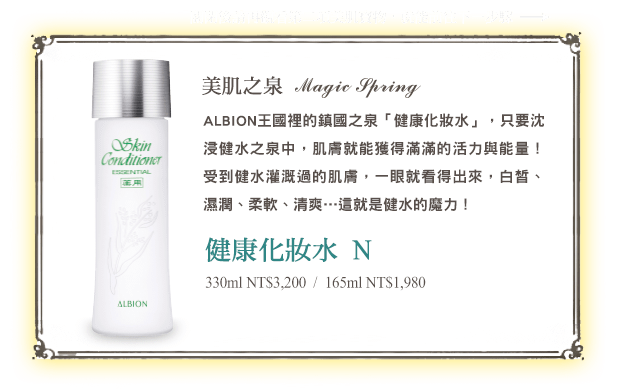 美肌之泉 Magic Spring
ALBION王國裡的鎮國之泉「健康化妝水」，只要沈
浸健水之泉中，肌膚就能獲得滿滿的活力與能量！
受到健水灌溉過的肌膚，一眼就看得出來，白皙、
濕潤、柔軟、清爽…這就是健水的魔力！
健康化妝水 N
330ml NT$3,200 / 165ml NT$1,980
Skin
Conditioner
ESSENTIAL
薬用
ALBION